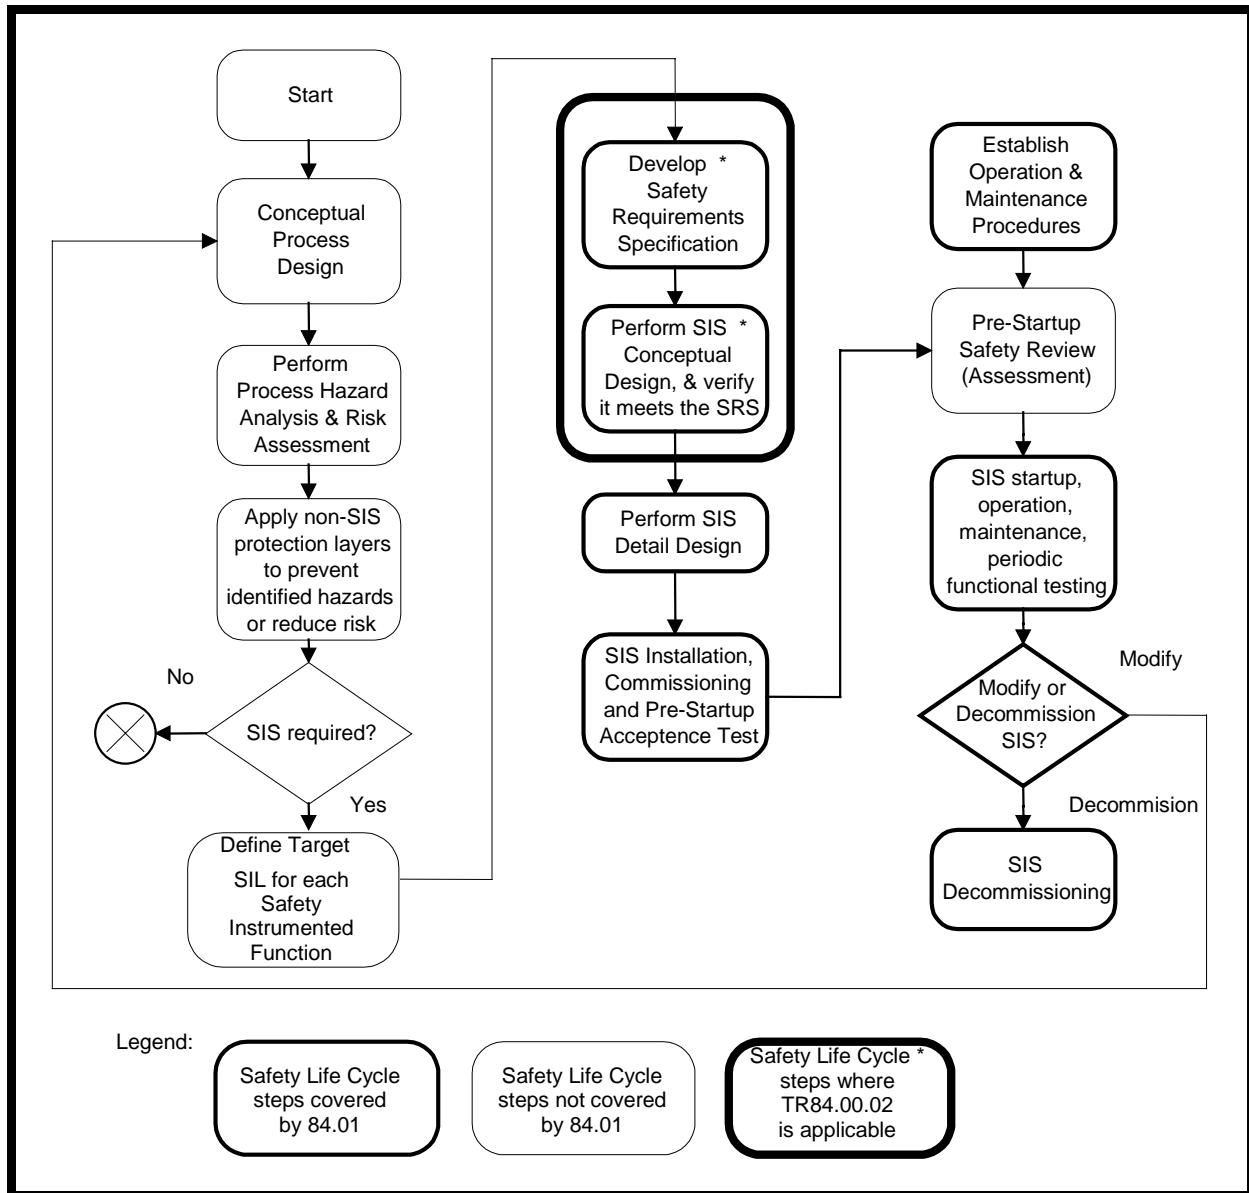 Start
Conceptual
Process
Design
Perform
Process Hazard
Analysis & Risk
Assessment
Apply non-SIS
protection layers
to prevent
identified hazards
or reduce risk
No
SIS required?
Yes
Define Target
SIL for each
Safety
Instrumented
Function
Develop *
Safety
Requirements
Specification
Perform SIS *
Conceptual
Design, & verify
it meets the SRS
Perform SIS
Detail Design
SIS Installation,
Commissioning
and Pre-Startup
Acceptence Test
Establish
Operation &
Maintenance
Procedures
Pre-Startup
Safety Review
(Assessment)
SIS startup,
operation,
maintenance,
periodic
functional testing
Modify
Modify or
Decommission
SIS?
Decommision
SIS
Decommissioning
Legend:
Safety Life Cycle
steps covered
by 84.01
Safety Life Cycle
steps not covered
by 84.01
Safety Life Cycle *
steps where
TR84.00.02
is applicable